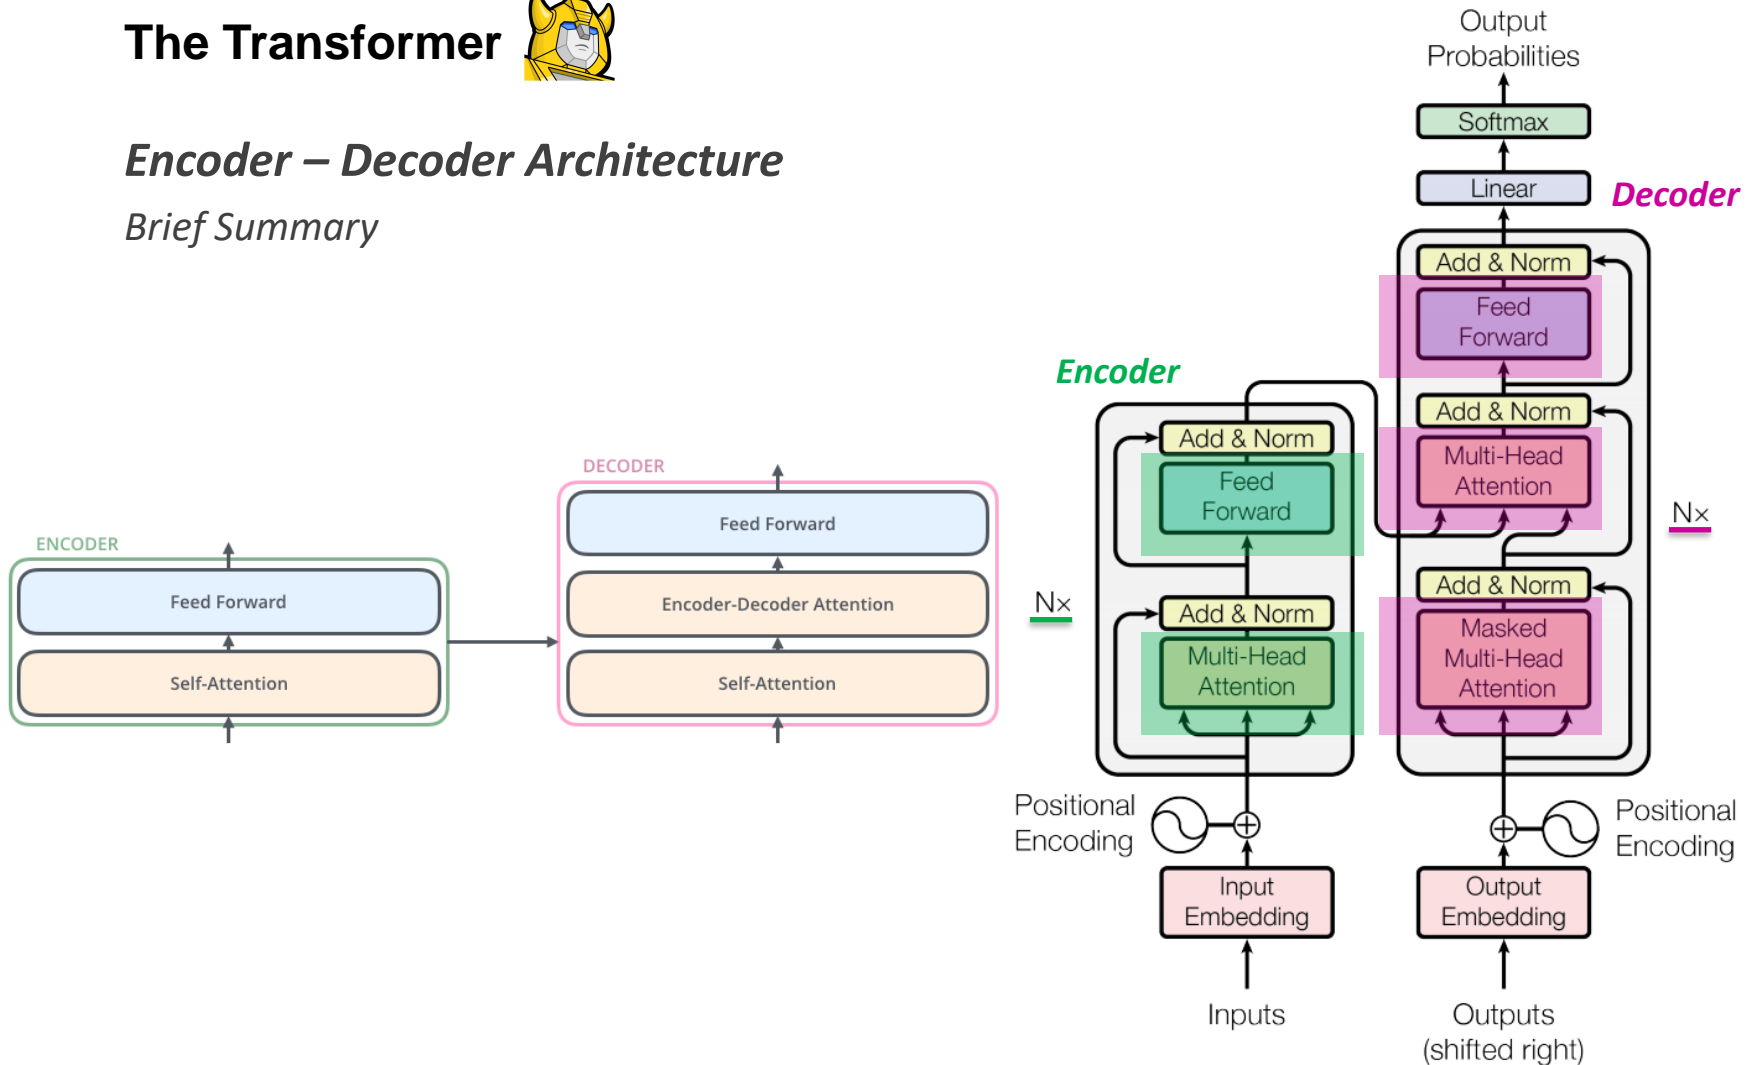 The Transformer
Encoder – Decoder Architecture
Brief Summary
ENCODER
Feed Forward
Self-Attention
DECODER
Feed Forward
Encoder-Decoder Attention
Self-Attention
Output
Probabilities
Softmax
Linear
Decoder
Add & Norm
Feed
Forward
Add & Norm
Multi-Head
Attention
N×
Add & Norm
Masked
Multi-Head
Attention
Encoder
Add & Norm
Feed
Forward
N×
Add & Norm
Multi-Head
Attention
Positional
Encoding
Input
Embedding
Inputs
Positional
Encoding
Output
Embedding
Outputs
(shifted right)